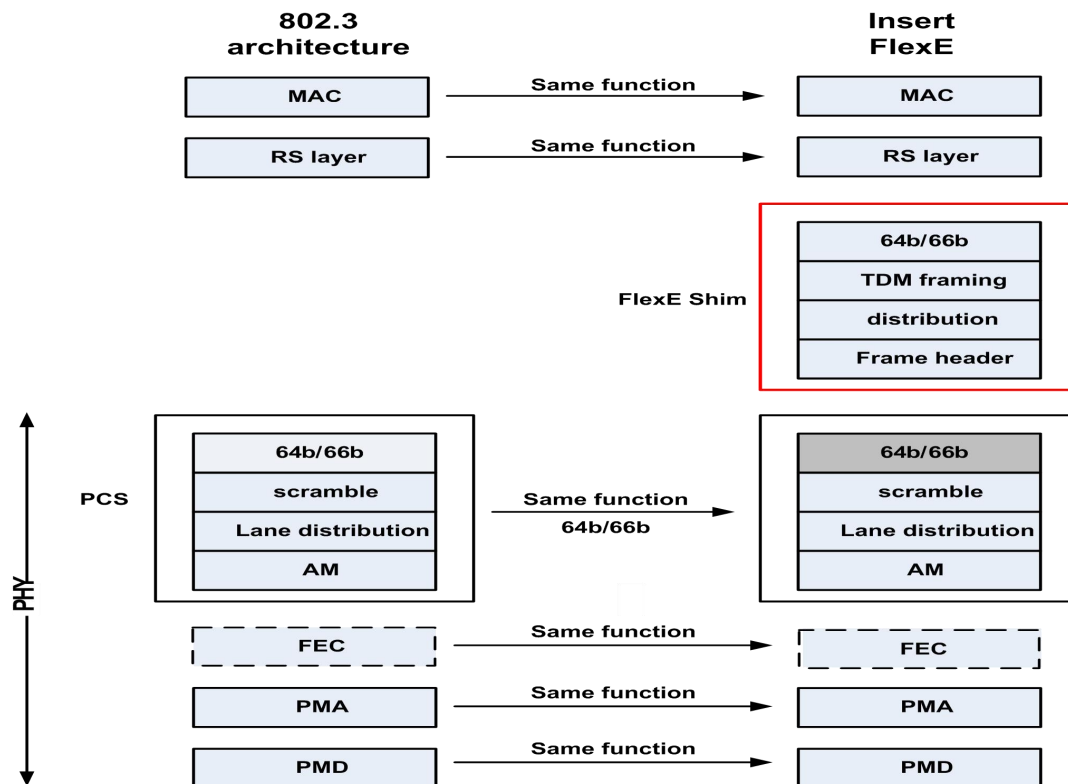 802.3
architecture
Insert
FlexE
MAC
Same function
MAC
RS layer
Same function
RS layer
FlexE Shim
64b/66b
TDM framing
distribution
Frame header
PHY
PCS
64b/66b
scramble
Lane distribution
AM
Same function
64b/66b
64b/66b
scramble
Lane distribution
AM
FEC
Same function
FEC
PMA
Same function
PMA
PMD
Same function
PMD